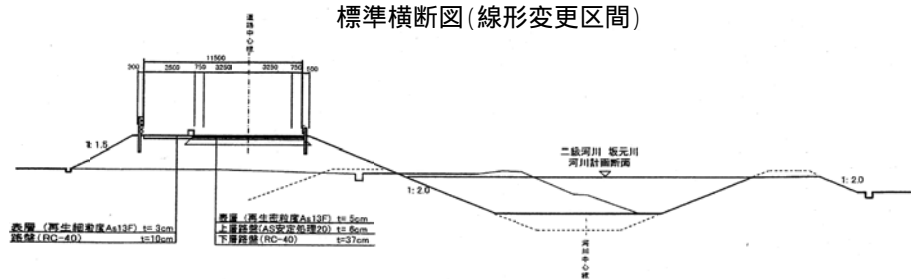 標準横断図(線形変更区間)
道路中心線
11500
200 2500 750 3250 3250 750 500
1:1.5
二級河川 坂元川
河川計画断面
1:2.0
1:2.0
表層 (再生細粒度As13F) t= 3cm
路盤(RC-40) t=10cm
表層 (再生密粒度As13F) t= 5cm
上層路盤(AS安定処理20) t= 6cm
下層路盤(RC-40) t=37cm
河川中心線